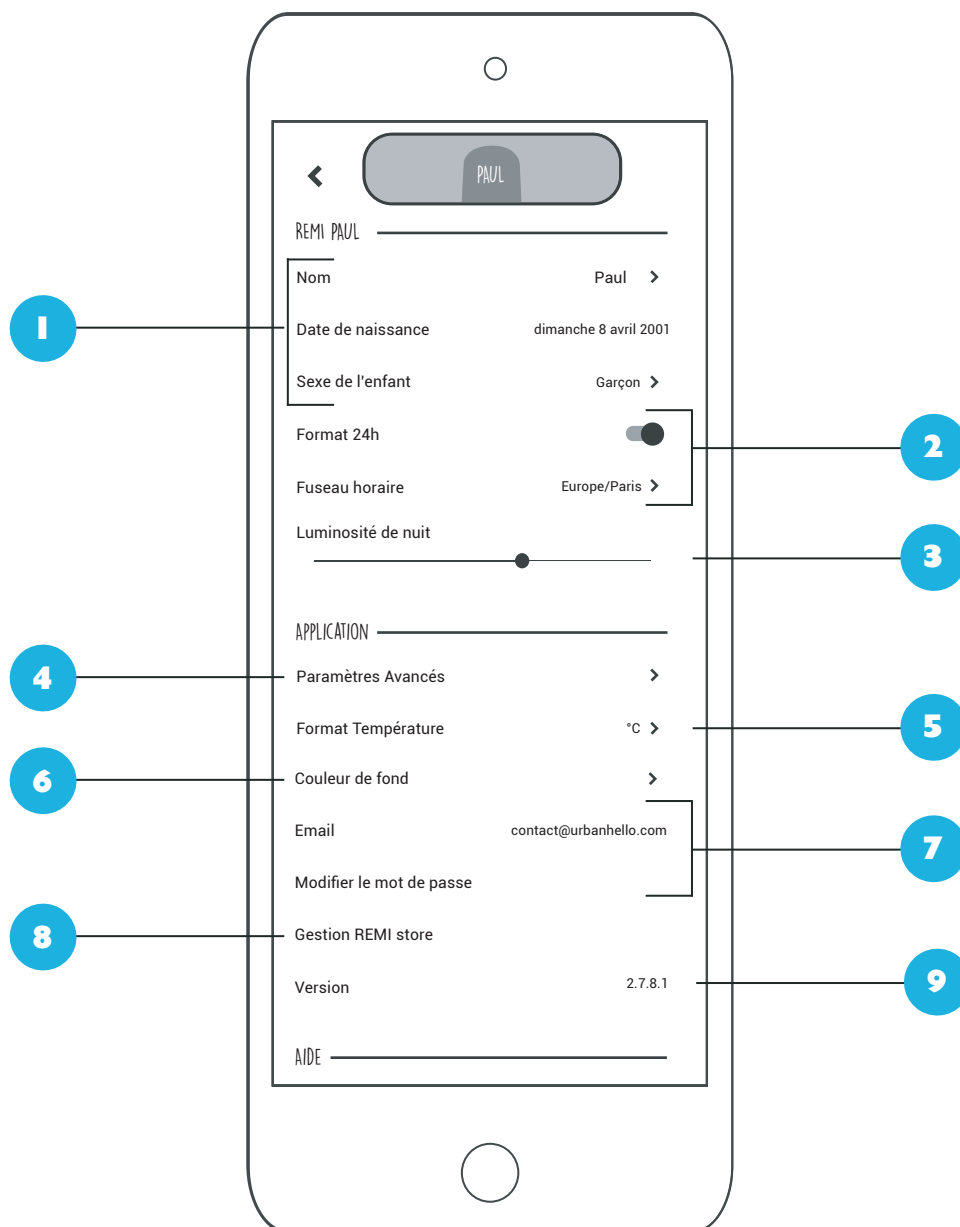 PAUL
REMI PAUL
Nom Paul
1 Date de naissance dimanche 8 avril 2001
Sexe de l'enfant Garçon
Format 24h
2
Fuseau horaire Europe/Paris
Luminosité de nuit
3
APPLICATION
4 Paramètres Avancés
Format Température °C 5
6 Couleur de fond
Email contact@urbanhello.com
7
Modifier le mot de passe
8 Gestion REMI store
Version 2.7.8.1 9
AIDE